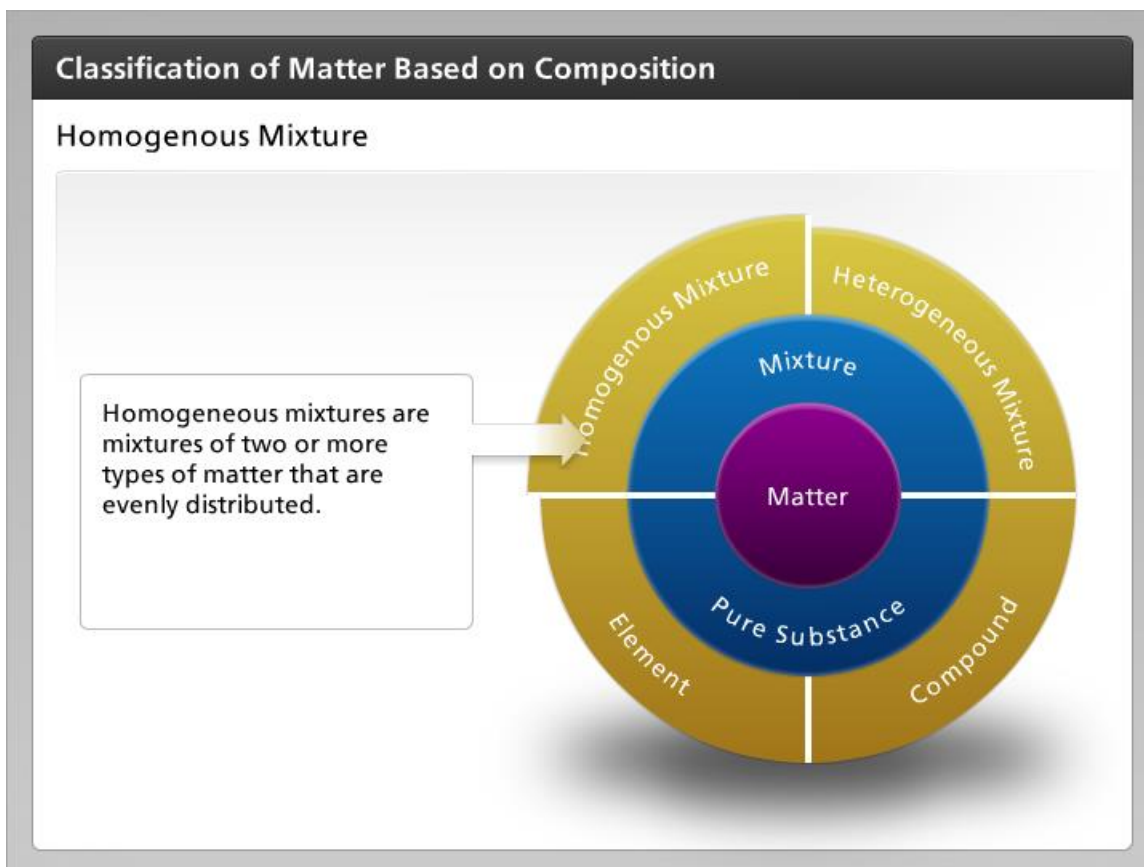 Classification of Matter Based on Composition
Homogenous Mixture
Homogeneous mixtures are
mixtures of two or more
types of matter that are
evenly distributed.
Homogenous Mixture
Heterogeneous Mixture
Mixture
Matter
Pure Substance
Element
Compound